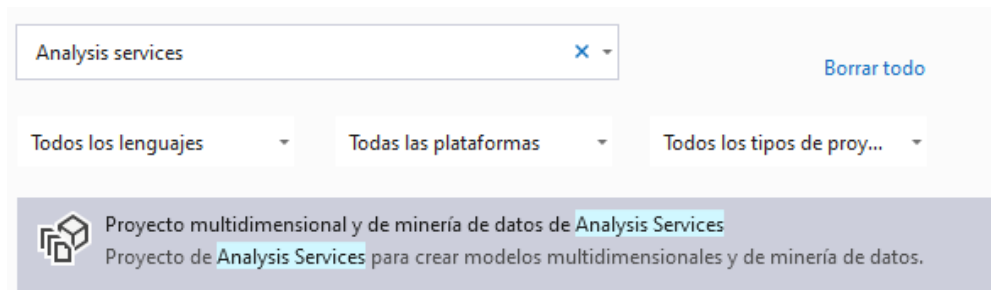 Analysis services
Borrar todo
Todos los lenguajes Todas las plataformas Todos los tipos de proy...
Proyecto multidimensional y de minería de datos de Analysis Services
Proyecto de Analysis Services para crear modelos multidimensionales y de minería de datos.